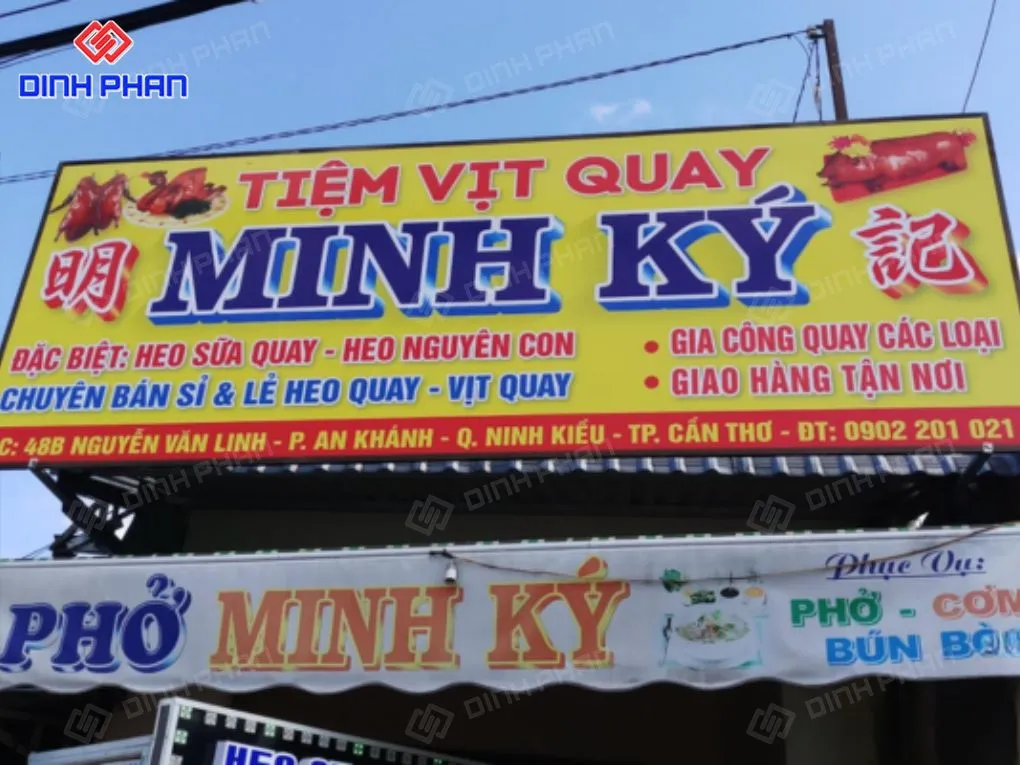 DINH PHAN
TIỆM VỊT QUAY
明 MINH KÝ 記
ĐẶC BIỆT: HEO SỮA QUAY - HEO NGUYÊN CON
CHUYÊN BÁN SỈ & LẺ HEO QUAY - VỊT QUAY
• GIA CÔNG QUAY CÁC LOẠI
• GIAO HÀNG TẬN NƠI
C: 48B NGUYỄN VĂN LINH - P. AN KHÁNH - Q. NINH KIỀU - TP. CẦN THƠ - ĐT: 0902 201 021
PHỞ MINH KÝ
Phục Vụ:
PHỞ - CƠM
BÚN BÒ
HEO